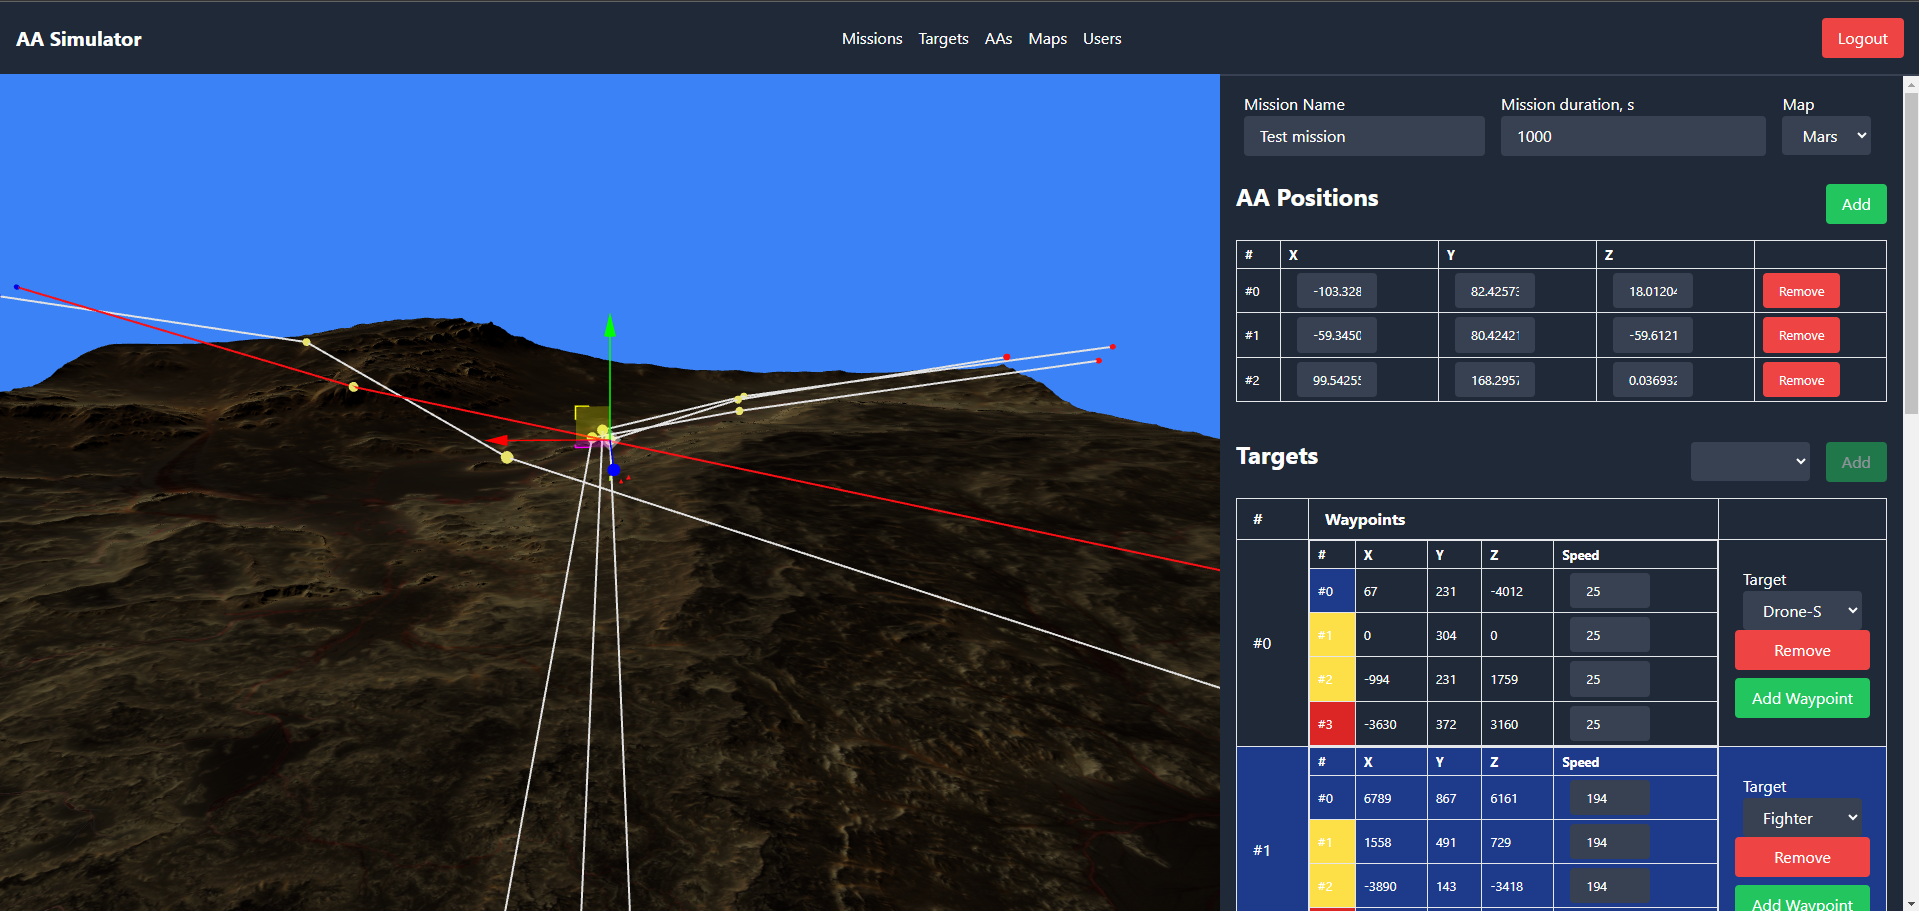 AA Simulator Missions Targets AAs Maps Users Logout
Mission Name Mission duration, s Map
Test mission 1000 Mars
AA Positions Add
# X Y Z
#0 -103.328 82.4257 18.0120 Remove
#1 -59.3450 80.42421 -59.6121 Remove
#2 99.5425 168.2957 0.036932 Remove
Targets Add
# Waypoints
# X Y Z Speed
#0 67 231 -4012 25
#1 0 304 0 25
#2 -994 231 1759 25
#3 -3630 372 3160 25
#0
Target
Drone-S
Remove
Add Waypoint
# X Y Z Speed
#0 6789 867 6161 194
#1 1558 491 729 194
#2 -3890 143 -3418 194
#1
Target
Fighter
Remove
Add Waypoint